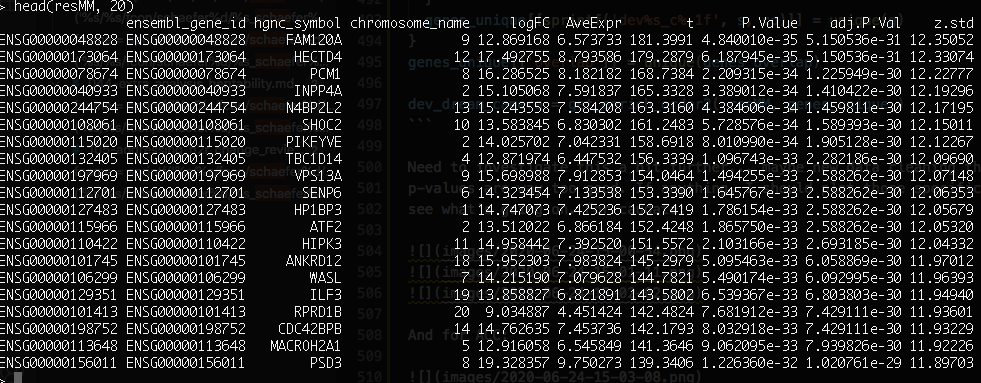 > head(resMM, 20)
ensembl_gene_id hgnc_symbol chromosome_name logFC AveExpr t P.Value adj.P.Val z.std
ENSG00000048828 ENSG00000048828 FAM120A 9 12.869168 6.573733 181.3991 4.840010e-35 5.150536e-31 12.35052
ENSG00000173064 ENSG00000173064 HECTD4 12 17.492755 8.793586 179.2879 6.187945e-35 5.150536e-31 12.33074
ENSG00000078674 ENSG00000078674 PCM1 8 16.286525 8.182182 168.7384 2.209315e-34 1.225949e-30 12.22777
ENSG00000040933 ENSG00000040933 INPP4A 2 15.105068 7.591837 165.3328 3.389061e-34 1.410422e-30 12.19296
ENSG00000244754 ENSG00000244754 N4BP2L2 13 15.243558 7.584208 163.3160 4.384606e-34 1.459811e-30 12.17195
ENSG00000108061 ENSG00000108061 SHOC2 10 13.583845 6.830302 161.2483 5.728576e-34 1.589393e-30 12.15011
ENSG00000115020 ENSG00000115020 PIKFYVE 2 14.025702 7.042331 158.6918 8.010990e-34 1.905128e-30 12.12267
ENSG00000132405 ENSG00000132405 TBC1D14 4 12.871974 6.447532 156.3339 1.096743e-33 2.282186e-30 12.09690
ENSG00000197969 ENSG00000197969 VPS13A 9 15.698988 7.912853 154.0464 1.494255e-33 2.588262e-30 12.07148
ENSG00000112701 ENSG00000112701 SENP6 6 14.302530 7.133538 153.3390 1.645767e-33 2.588262e-30 12.06353
ENSG00000127483 ENSG00000127483 HP1BP3 1 14.747073 7.425236 152.7419 1.786154e-33 2.588262e-30 12.05679
ENSG00000115966 ENSG00000115966 ATF2 2 13.512022 6.866184 152.4248 1.865750e-33 2.588262e-30 12.05320
ENSG00000110422 ENSG00000110422 HIPK3 11 14.958442 7.392520 151.5572 2.103166e-33 2.693185e-30 12.04332
ENSG00000101745 ENSG00000101745 ANKRD12 18 15.952303 7.983824 145.2979 5.095463e-33 6.058869e-30 11.97012
ENSG00000106299 ENSG00000106299 WASL 7 14.215190 7.079628 144.7821 5.490174e-33 6.092995e-30 11.96393
ENSG00000129351 ENSG00000129351 ILF3 19 13.858827 6.821891 143.5802 6.539367e-33 6.803803e-30 11.94940
ENSG00000101413 ENSG00000101413 RPRD1B 20 9.034887 4.451424 142.4824 7.681912e-33 7.429111e-30 11.93601
ENSG00000198752 ENSG00000198752 CDC42BPB 14 14.762635 7.453736 142.1793 8.032918e-33 7.429111e-30 11.93229
ENSG00000113648 ENSG00000113648 MACROH2A1 5 12.916058 6.545849 141.3646 9.062095e-33 7.939826e-30 11.92226
ENSG00000156011 ENSG00000156011 PSD3 8 19.328357 9.750273 139.3406 1.226360e-32 1.020761e-29 11.89703
>